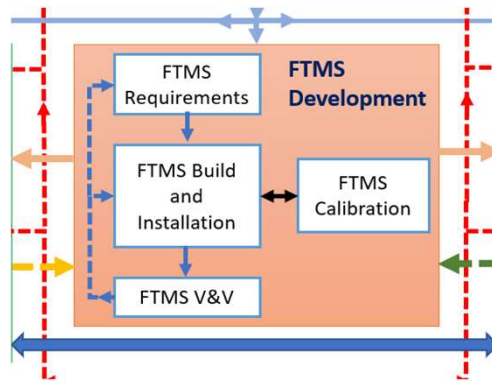 FTMS
Requirements
FTMS
Development
FTMS Build
and
Installation
FTMS
Calibration
FTMS V&V